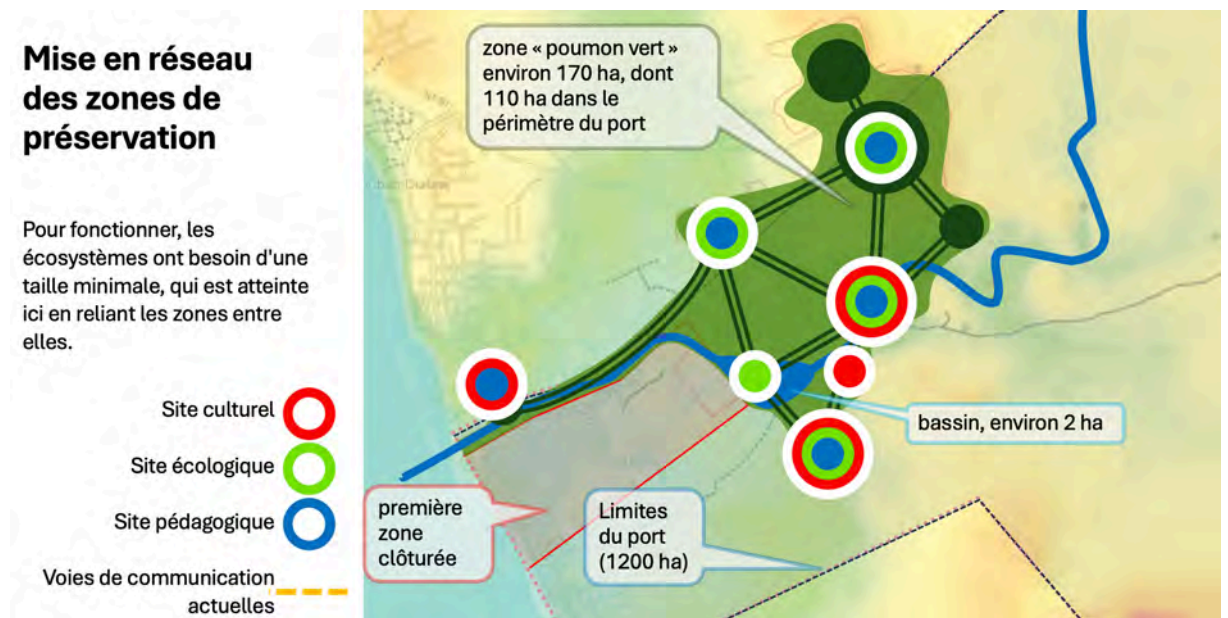 Mise en réseau
des zones de
préservation
Pour fonctionner, les
écosystèmes ont besoin d'une
taille minimale, qui est atteinte
ici en reliant les zones entre
elles.
Site culturel
Site écologique
Site pédagogique
Voies de communication
actuelles
zone « poumon vert »
environ 170 ha, dont
110 ha dans le
périmètre du port
bassin, environ 2 ha
première
zone
clôturée
Limites
du port
(1200 ha)